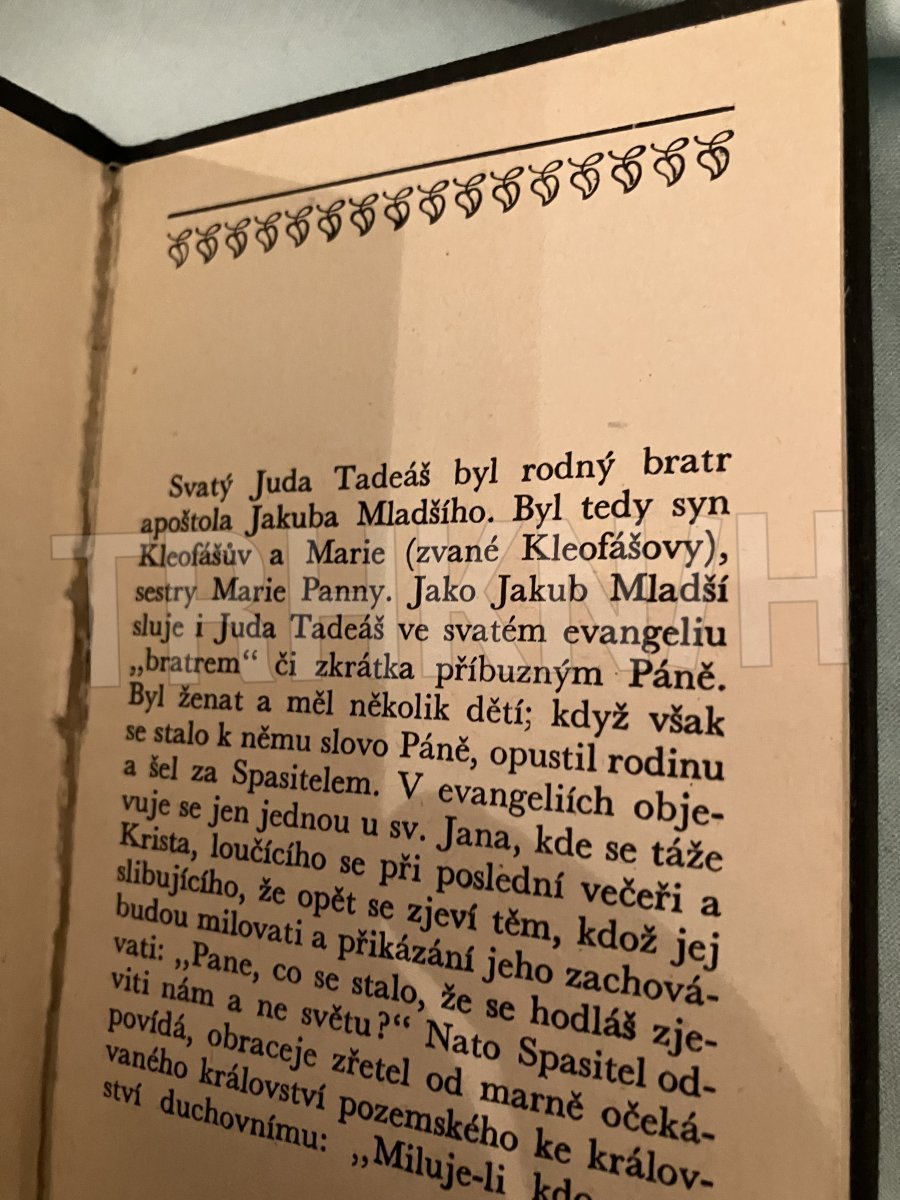 Svatý Juda Tadeáš byl rodný bratr
apoštola Jakuba Mladšího. Byl tedy syn
Kleofášův a Marie (zvané Kleofášovy),
sestry Marie Panny. Jako Jakub Mladší
sluje i Juda Tadeáš ve svatém evangeliu
„bratrem“ či zkrátka příbuzným Páně.
Byl ženat a měl několik dětí; když však
se stalo k němu slovo Páně, opustil rodinu
a šel za Spasitelem. V evangeliích obje-
vuje se jen jednou u sv. Jana, kde se táže
Krista, loučícího se při poslední večeři a
slibujícího, že opět se zjeví těm, kdož jej
budou milovati a přikázání jeho zachová-
vati: „Pane, co se stalo, že se hodláš zje-
viti nám a ne světu?“ Nato Spasitel od-
povídá, obraceje zřetel od marně očeká-
vaného království pozemského ke králov-
ství duchovnímu: „Miluje-li kdo
TRHKNIH